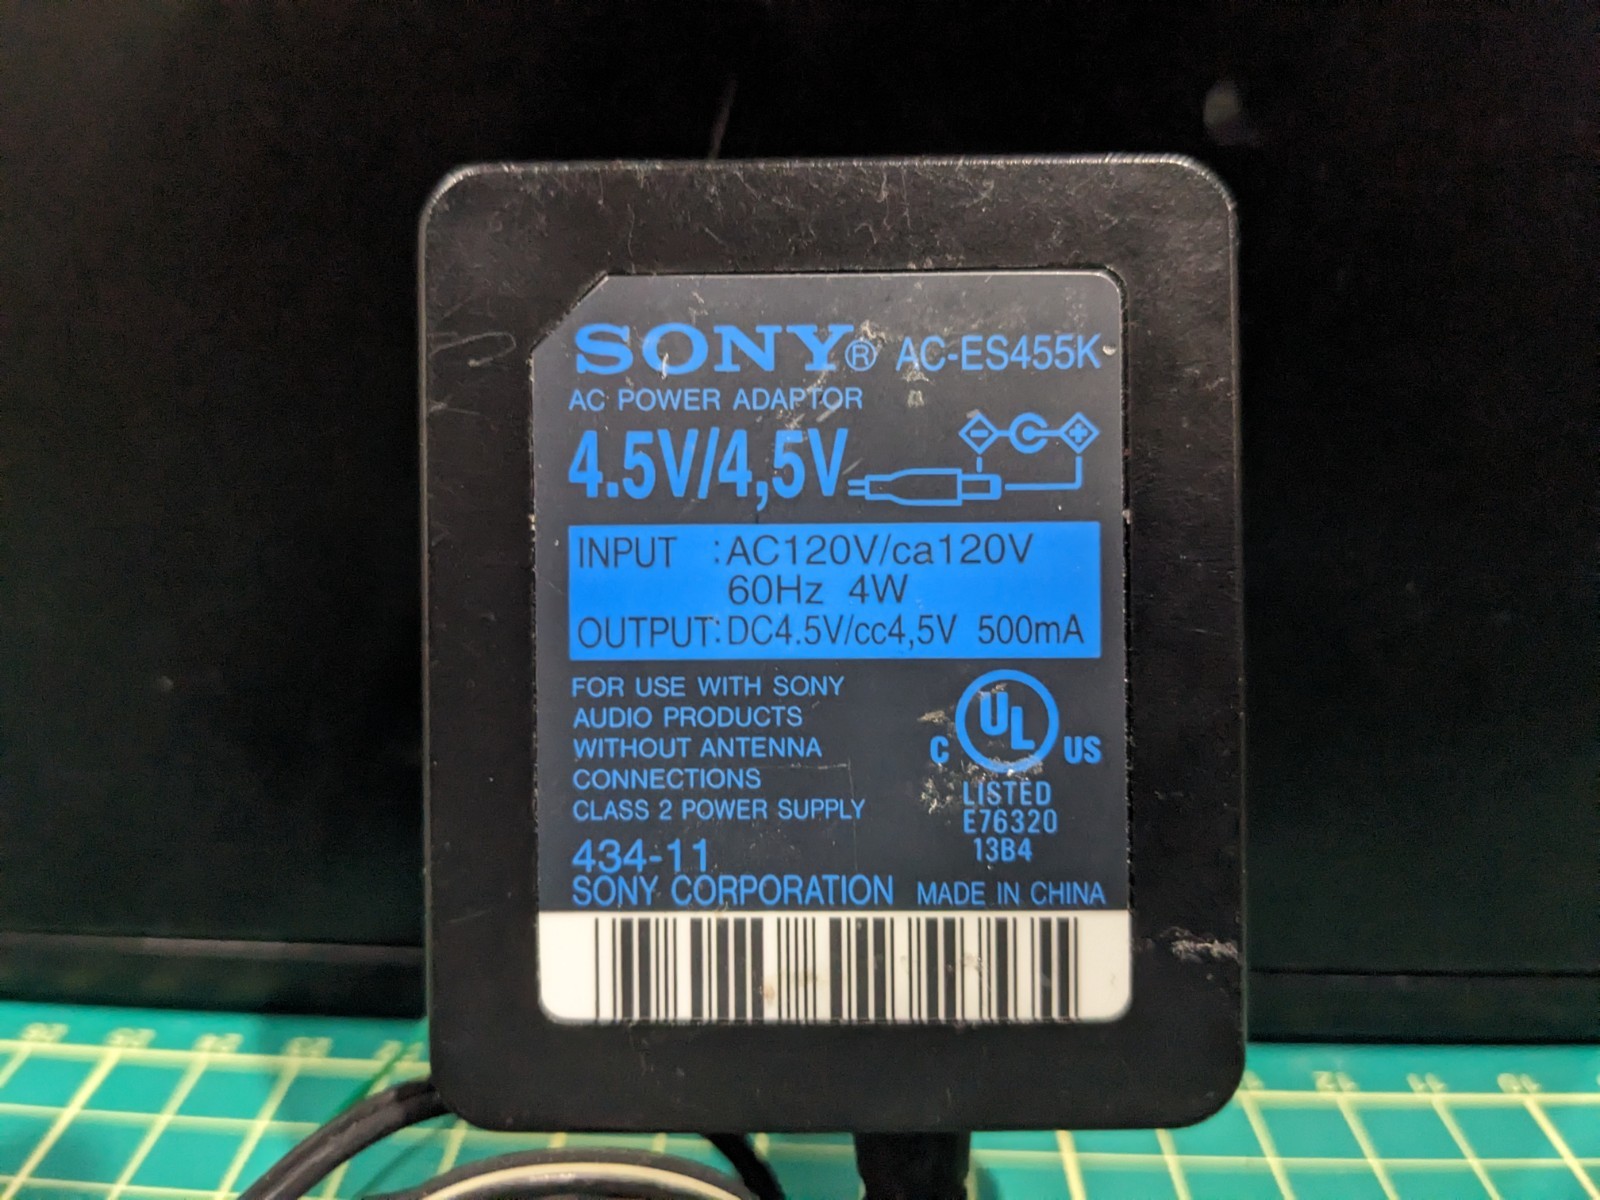 SONY® AC-ES455K
AC POWER ADAPTOR
4.5V/4,5V
- +
INPUT :AC120V/ca120V
60Hz 4W
OUTPUT:DC4.5V/cc4,5V 500mA
FOR USE WITH SONY
AUDIO PRODUCTS
WITHOUT ANTENNA
CONNECTIONS
CLASS 2 POWER SUPPLY
434-11
SONY CORPORATION
C UL US
LISTED
E76320
13B4
MADE IN CHINA